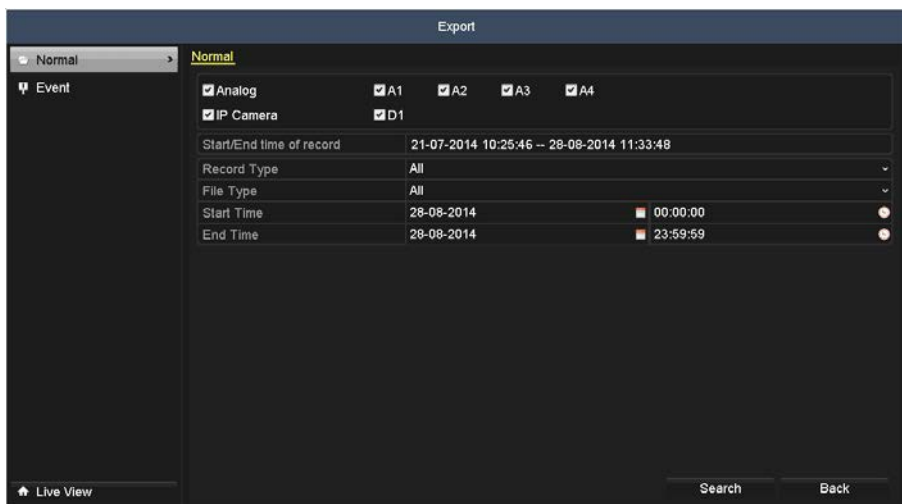 Export
Normal
Event
Live View
Normal
Analog A1 A2 A3 A4
IP Camera D1
Start/End time of record 21-07-2014 10:25:46 -- 28-08-2014 11:33:48
Record Type All
File Type All
Start Time 28-08-2014 00:00:00
End Time 28-08-2014 23:59:59
Search Back